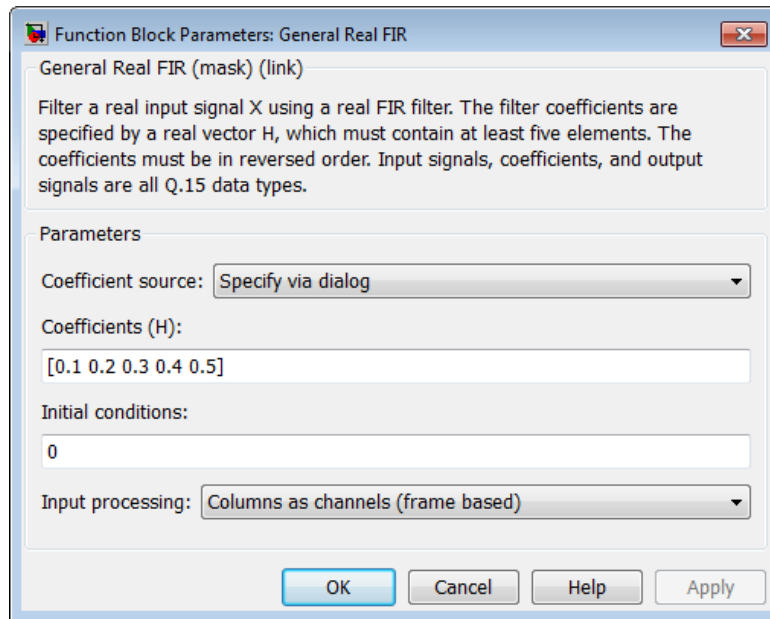 Function Block Parameters: General Real FIR
General Real FIR (mask) (link)
Filter a real input signal X using a real FIR filter. The filter coefficients are
specified by a real vector H, which must contain at least five elements. The
coefficients must be in reversed order. Input signals, coefficients, and output
signals are all Q.15 data types.
Parameters
Coefficient source: Specify via dialog
Coefficients (H):
[0.1 0.2 0.3 0.4 0.5]
Initial conditions:
0
Input processing: Columns as channels (frame based)
OK Cancel Help Apply